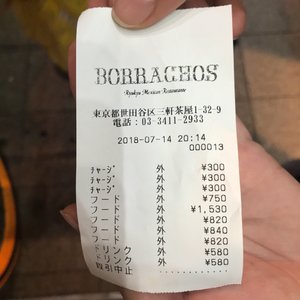 BORRACHOS
Ryukyu Mexican Restaurante
東京都世田谷区三軒茶屋1-32-9
電話：03-3411-2933
2018-07-14 20:14
000013
ﾁｬｰｼﾞ 外 ¥300
ﾁｬｰｼﾞ 外 ¥300
ﾁｬｰｼﾞ 外 ¥300
フード 外 ¥750
フード 外 ¥1,530
フード 外 ¥820
フード 外 ¥840
フード 外 ¥820
ドリンク 外 ¥580
ドリンク 外 ¥580
取引中止 ------------